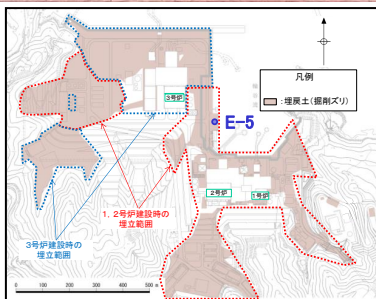 凡例
：埋戻土(掘削ズリ)
3号炉
E-5
2号炉
1号炉
1，2号炉建設時の
埋立範囲
3号炉建設時の
埋立範囲
0 100 200 300 400 500 m